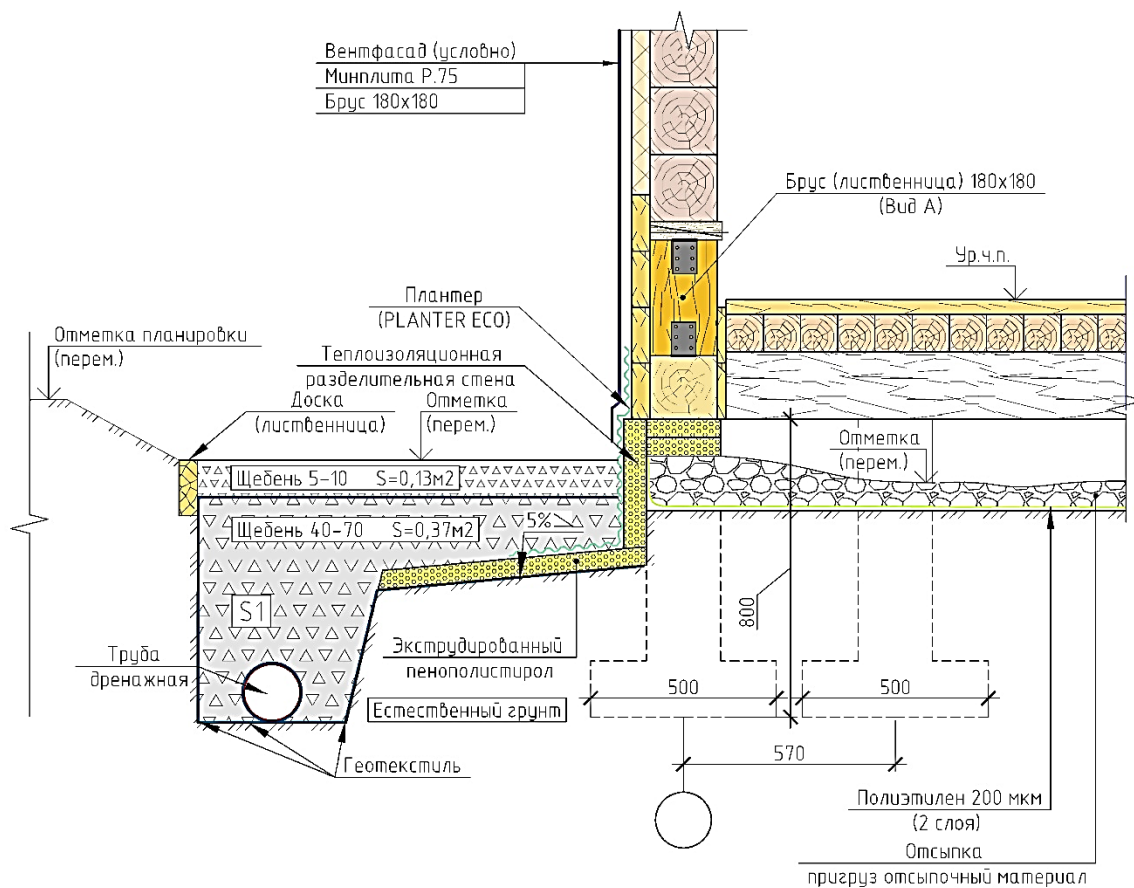 Вентфасад (условно)
Минплита Р.75
Брус 180х180
Брус (лиственница) 180х180
(Вид А)
Ур.ч.п.
Плантер
(PLANTER ECO)
Отметка планировки
(перем.)
Теплоизоляционная
разделительная стена
Доска
(лиственница)
Отметка
(перем.)
Отметка
(перем.)
Щебень 5-10 S=0,13м2
Щебень 40-70 S=0,37м2
5%
S1
800
Труба
дренажная
Экструдированный
пенополистирол
Естественный грунт
500
500
570
Геотекстиль
Полиэтилен 200 мкм
(2 слоя)
Отсыпка
пригруз отсыпочный материал